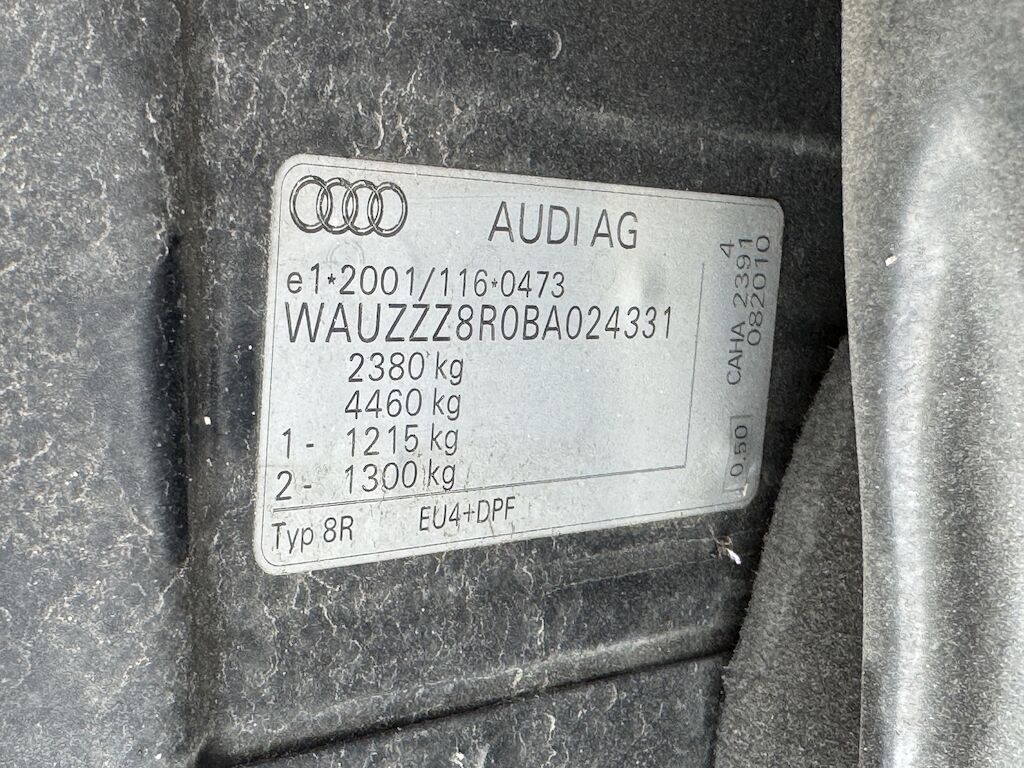 AUDI AG
e1*2001/116*0473
WAUZZZ8R0BA024331
2380 kg
4460 kg
1 - 1215 kg
2 - 1300 kg
Typ 8R EU4+DPF
0.50 CAHA 2391 4
082010